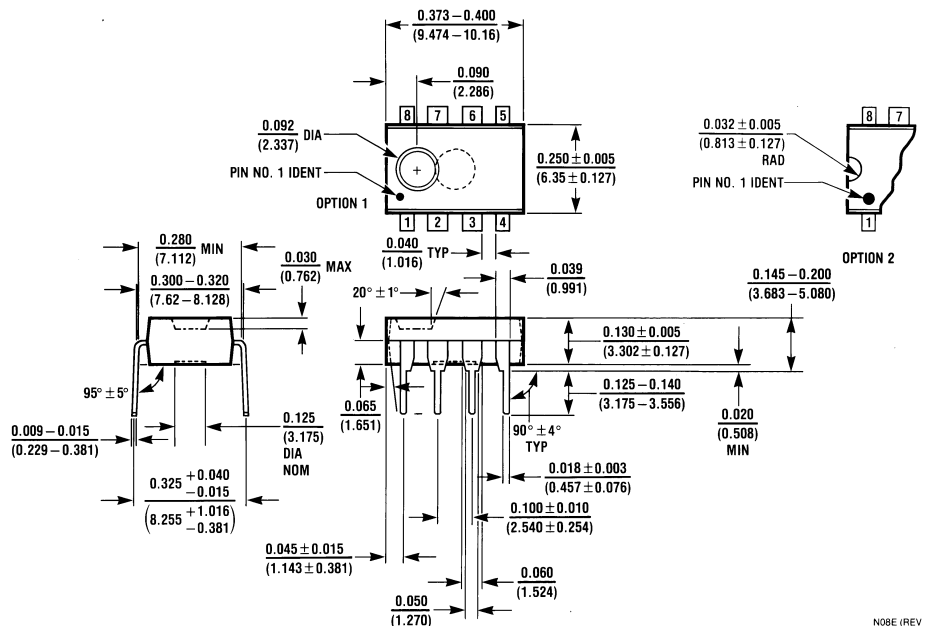 0.373 – 0.400
(9.474 – 10.16)
0.090
(2.286)
8 7 6 5
0.092 DIA
(2.337)
PIN NO. 1 IDENT
OPTION 1
+
0.250 ± 0.005
(6.35 ± 0.127)
1 2 3 4
8 7
0.032 ± 0.005
(0.813 ± 0.127)
RAD
PIN NO. 1 IDENT
1
OPTION 2
0.280 MIN
(7.112)
0.300 – 0.320
(7.62 – 8.128)
0.030 MAX
(0.762)
0.040 TYP
(1.016)
0.039
(0.991)
20° ± 1°
0.145 – 0.200
(3.683 – 5.080)
0.130 ± 0.005
(3.302 ± 0.127)
95° ± 5°
0.009 – 0.015
(0.229 – 0.381)
0.125
(3.175)
DIA
NOM
0.065
(1.651)
90° ± 4°
TYP
0.125 – 0.140
(3.175 – 3.556)
0.020
(0.508)
MIN
0.018 ± 0.003
(0.457 ± 0.076)
0.325 +0.040 −0.015
(8.255 +1.016 −0.381)
0.100 ± 0.010
(2.540 ± 0.254)
0.045 ± 0.015
(1.143 ± 0.381)
0.060
(1.524)
0.050
(1.270)
N08E (REV